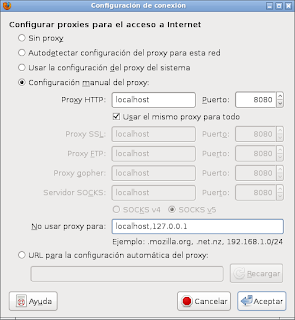 Configuración de conexión
Configurar proxies para el acceso a Internet
Sin proxy
Autodetectar configuración del proxy para esta red
Usar la configuración del proxy del sistema
Configuración manual del proxy:
Proxy HTTP: localhost Puerto: 8080
Usar el mismo proxy para todo
Proxy SSL: localhost Puerto: 8080
Proxy FTP: localhost Puerto: 8080
Proxy gopher: localhost Puerto: 8080
Servidor SOCKS: localhost Puerto: 8080
SOCKS v4 SOCKS v5
No usar proxy para: localhost,127.0.0.1
Ejemplo: .mozilla.org, .net.nz, 192.168.1.0/24
URL para la configuración automática del proxy:
Recargar
Ayuda Cancelar Aceptar